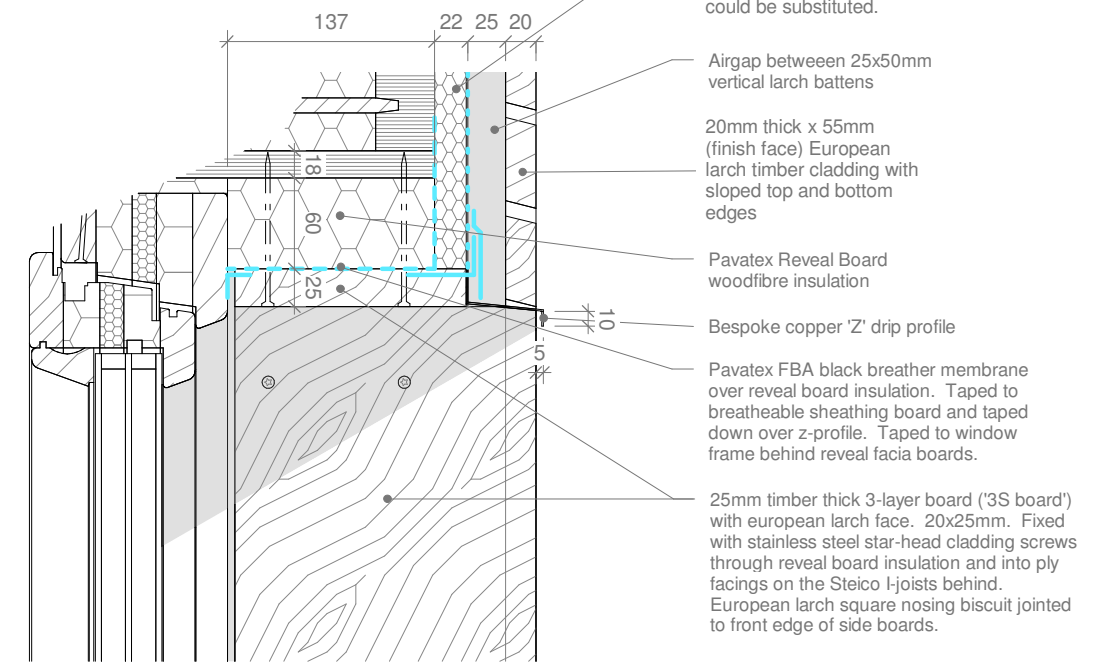 could be substituted.
137
22
25
20
Airgap betweeen 25x50mm
vertical larch battens
20mm thick x 55mm
(finish face) European
larch timber cladding with
sloped top and bottom
edges
18
60
25
Pavatex Reveal Board
woodfibre insulation
10
Bespoke copper 'Z' drip profile
5
Pavatex FBA black breather membrane
over reveal board insulation.  Taped to
breatheable sheathing board and taped
down over z-profile.  Taped to window
frame behind reveal facia boards.
25mm timber thick 3-layer board ('3S board')
with european larch face.  20x25mm.  Fixed
with stainless steel star-head cladding screws
through reveal board insulation and into ply
facings on the Steico I-joists behind.
European larch square nosing biscuit jointed
to front edge of side boards.